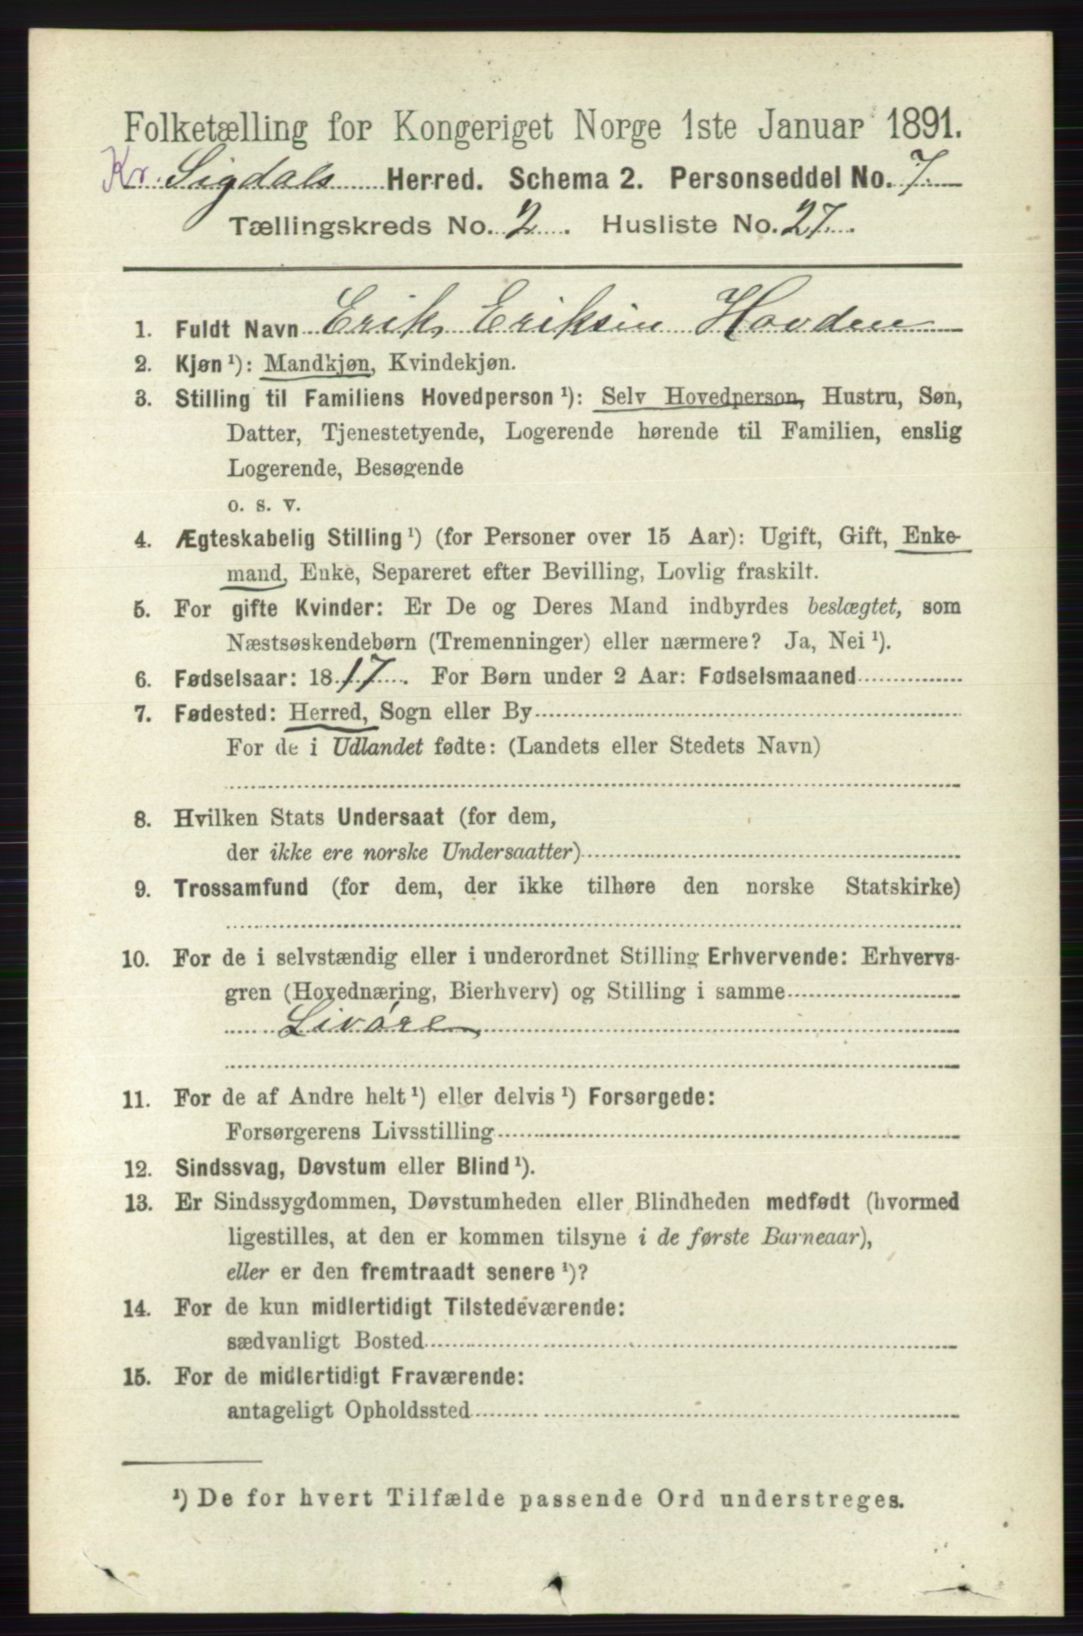 Folketælling for Kongeriget Norge 1ste Januar 1891.
Kr. Sigdals Herred. Schema 2. Personseddel No. 7
Tællingskreds No. 2. Husliste No. 27.
1. Fuldt Navn Erik Eriksen Hovden
2. Kjøn ¹): Mandkjøn, Kvindekjøn.
3. Stilling til Familiens Hovedperson ¹): Selv Hovedperson, Hustru, Søn,
Datter, Tjenestetyende, Logerende hørende til Familien, enslig
Logerende, Besøgende
o. s. v.
4. Ægteskabelig Stilling ¹) (for Personer over 15 Aar): Ugift, Gift, Enke-
mand, Enke, Separeret efter Bevilling, Lovlig fraskilt.
5. For gifte Kvinder: Er De og Deres Mand indbyrdes beslægtet, som
Næstsøskendebørn (Tremenninger) eller nærmere? Ja, Nei ¹).
6. Fødselsaar: 1817. For Børn under 2 Aar: Fødselsmaaned
7. Fødested: Herred, Sogn eller By
For de i Udlandet fødte: (Landets eller Stedets Navn)
8. Hvilken Stats Undersaat (for dem,
der ikke ere norske Undersaatter)
9. Trossamfund (for dem, der ikke tilhøre den norske Statskirke)
10. For de i selvstændig eller i underordnet Stilling Erhvervende: Erhvervs-
gren (Hovednæring, Bierhverv) og Stilling i samme
Livøre
11. For de af Andre helt ¹) eller delvis ¹) Forsørgede:
Forsørgerens Livsstilling
12. Sindssvag, Døvstum eller Blind ¹).
13. Er Sindssygdommen, Døvstumheden eller Blindheden medfødt (hvormed
ligestilles, at den er kommen tilsyne i de første Barneaar),
eller er den fremtraadt senere ¹)?
14. For de kun midlertidigt Tilstedeværende:
sædvanligt Bosted
15. For de midlertidigt Fraværende:
antageligt Opholdssted
¹) De for hvert Tilfælde passende Ord understreges.